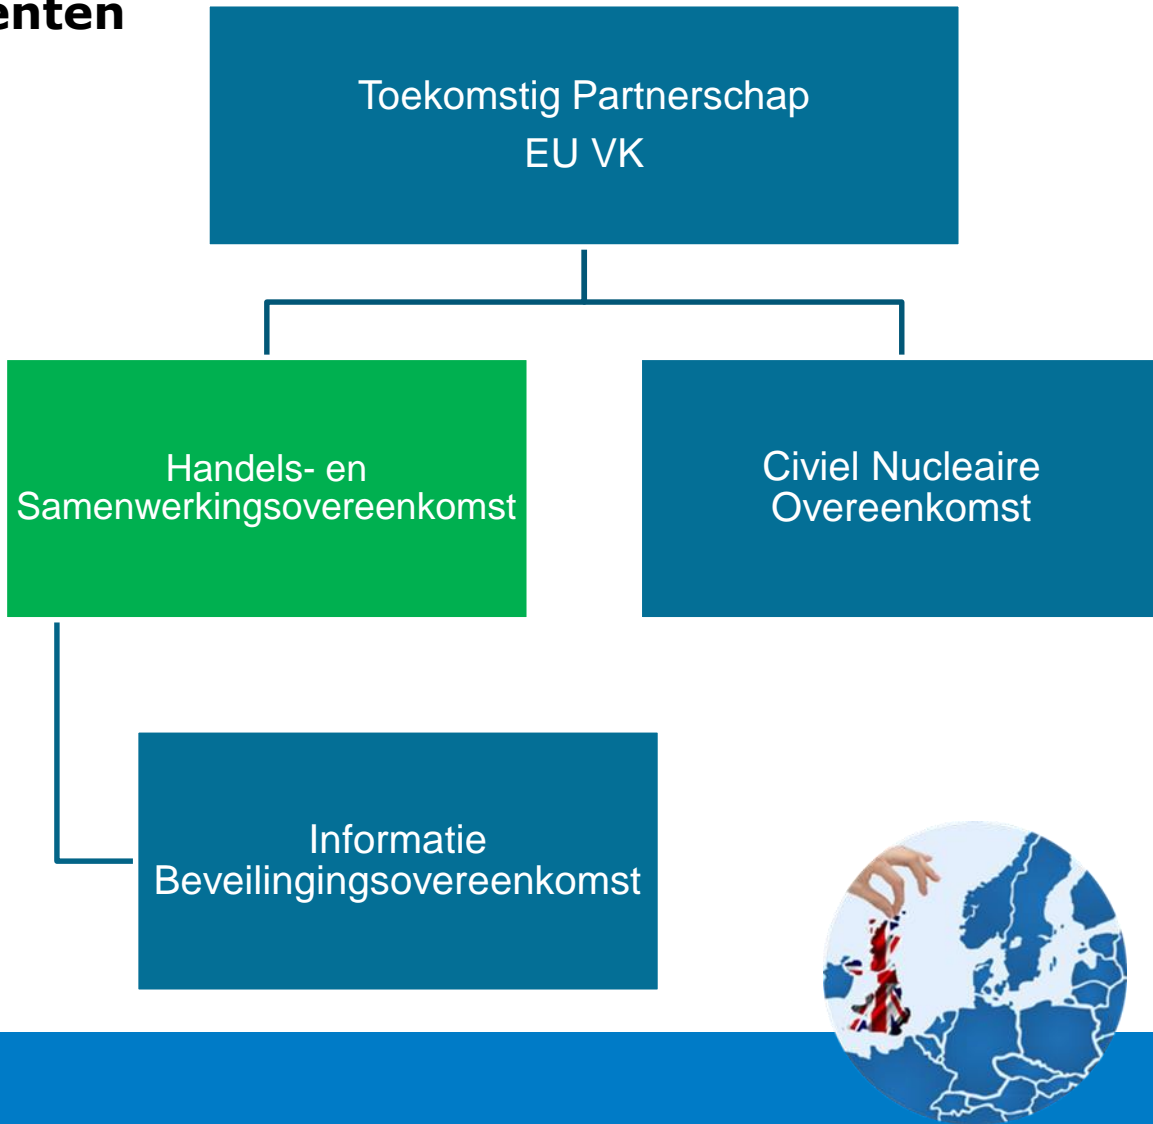 enten
Toekomstig Partnerschap
EU VK
Handels- en
Samenwerkingsovereenkomst
Civiel Nucleaire
Overeenkomst
Informatie
Beveilingingsovereenkomst